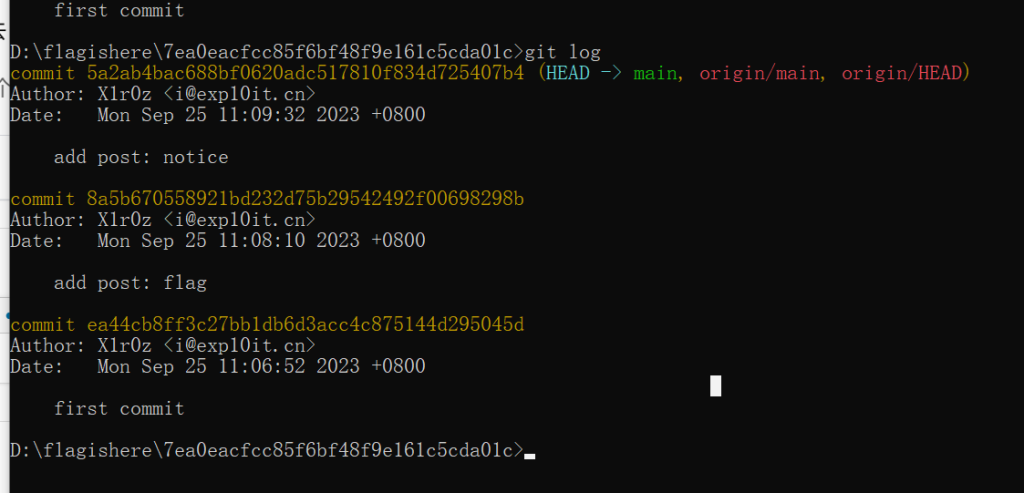 first commit
D:\flagishere\7ea0eacfcc85f6bf48f9e161c5cda01c>git log
commit 5a2ab4bac688bf0620adc517810f834d725407b4 (HEAD -> main, origin/main, origin/HEAD)
Author: X1r0z <i@exp10it.cn>
Date:   Mon Sep 25 11:09:32 2023 +0800
add post: notice
commit 8a5b670558921bd232d75b29542492f00698298b
Author: X1r0z <i@exp10it.cn>
Date:   Mon Sep 25 11:08:10 2023 +0800
add post: flag
commit ea44cb8ff3c27bb1db6d3acc4c875144d295045d
Author: X1r0z <i@exp10it.cn>
Date:   Mon Sep 25 11:06:52 2023 +0800
first commit
D:\flagishere\7ea0eacfcc85f6bf48f9e161c5cda01c>